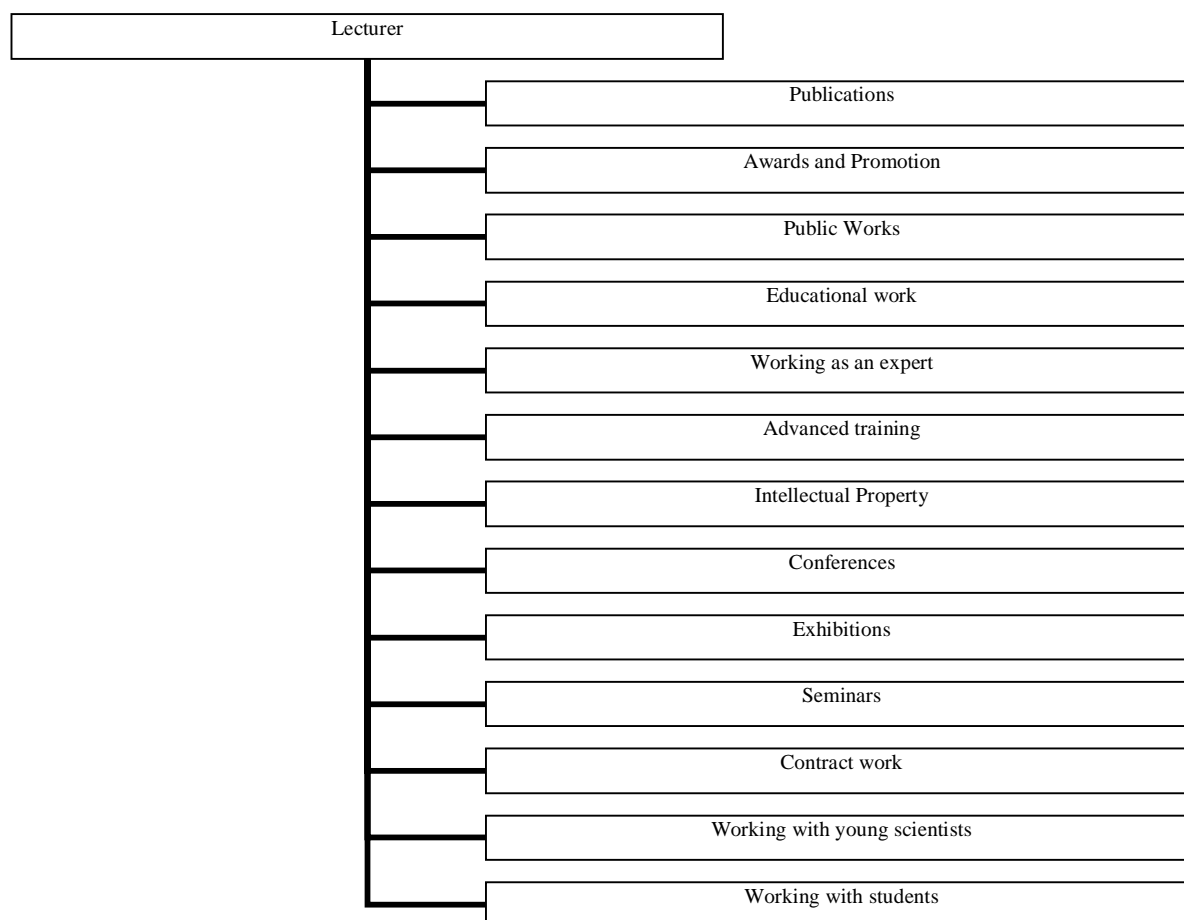 Lecturer
Publications
Awards and Promotion
Public Works
Educational work
Working as an expert
Advanced training
Intellectual Property
Conferences
Exhibitions
Seminars
Contract work
Working with young scientists
Working with students